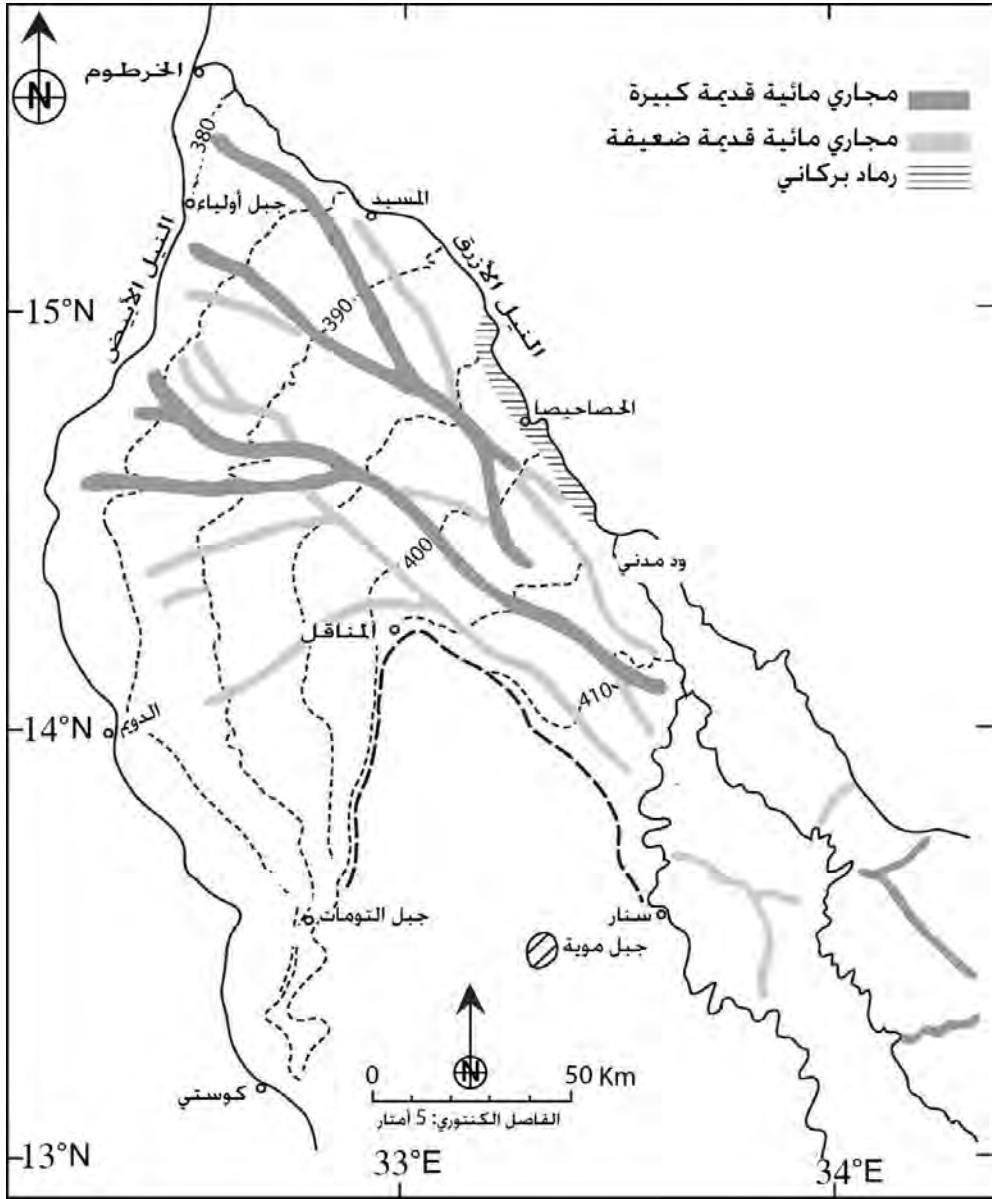 N
الخرطوم
مجاري مائية قديمة كبيرة
مجاري مائية قديمة ضعيفة
رماد بركاني
380
جبل أولياء
المسيد
النيل الأبيض
النيل الأزرق
15°N
390
الحصاحيصا
400
ود مدني
المناقل
410
14°N
الدويم
جبل التومات
سنار
جبل موية
N
0 50 Km
الفاصل الكنتوري: 5 أمتار
كوستي
13°N
33°E
34°E